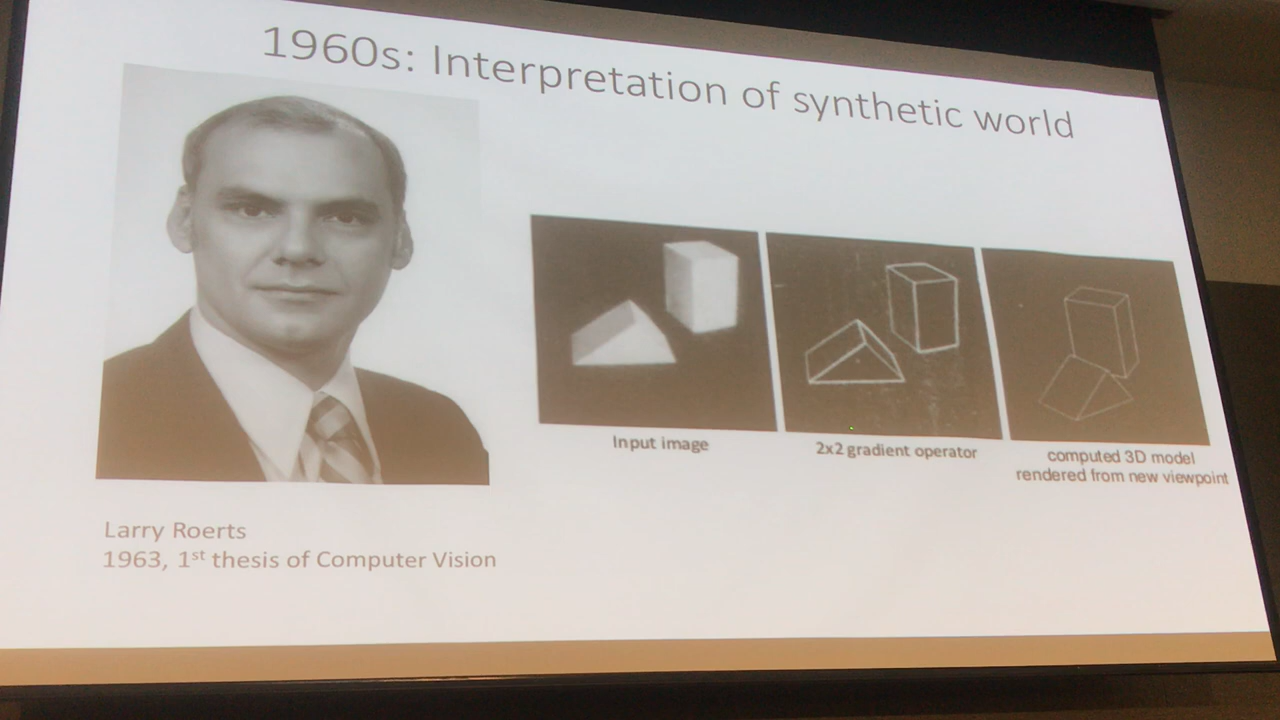 1960s: Interpretation of synthetic world
Input image
2x2 gradient operator
computed 3D model
rendered from new viewpoint
Larry Roerts
1963, 1st thesis of Computer Vision